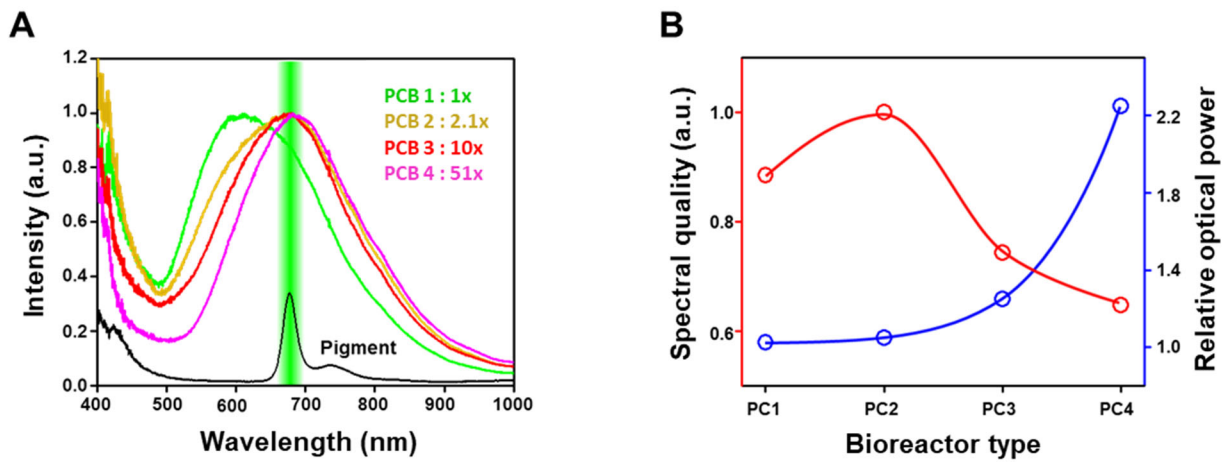 A
Intensity (a.u.)
1.2
1.0
0.8
0.6
0.4
0.2
0.0
PCB 1 : 1x
PCB 2 : 2.1x
PCB 3 : 10x
PCB 4 : 51x
Pigment
400 500 600 700 800 900 1000
Wavelength (nm)
B
Spectral quality (a.u.)
1.0
0.8
0.6
2.2
1.8
1.4
1.0
Relative optical power
PC1 PC2 PC3 PC4
Bioreactor type